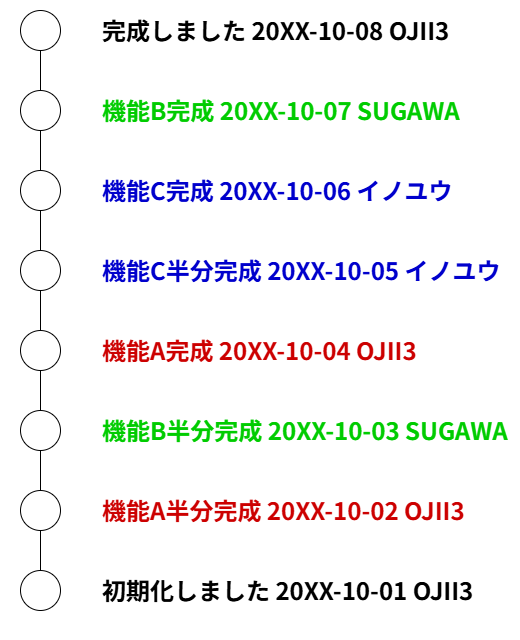 完成しました 20XX-10-08 OJII3
機能B完成 20XX-10-07 SUGAWA
機能C完成 20XX-10-06 イノユウ
機能C半分完成 20XX-10-05 イノユウ
機能A完成 20XX-10-04 OJII3
機能B半分完成 20XX-10-03 SUGAWA
機能A半分完成 20XX-10-02 OJII3
初期化しました 20XX-10-01 OJII3